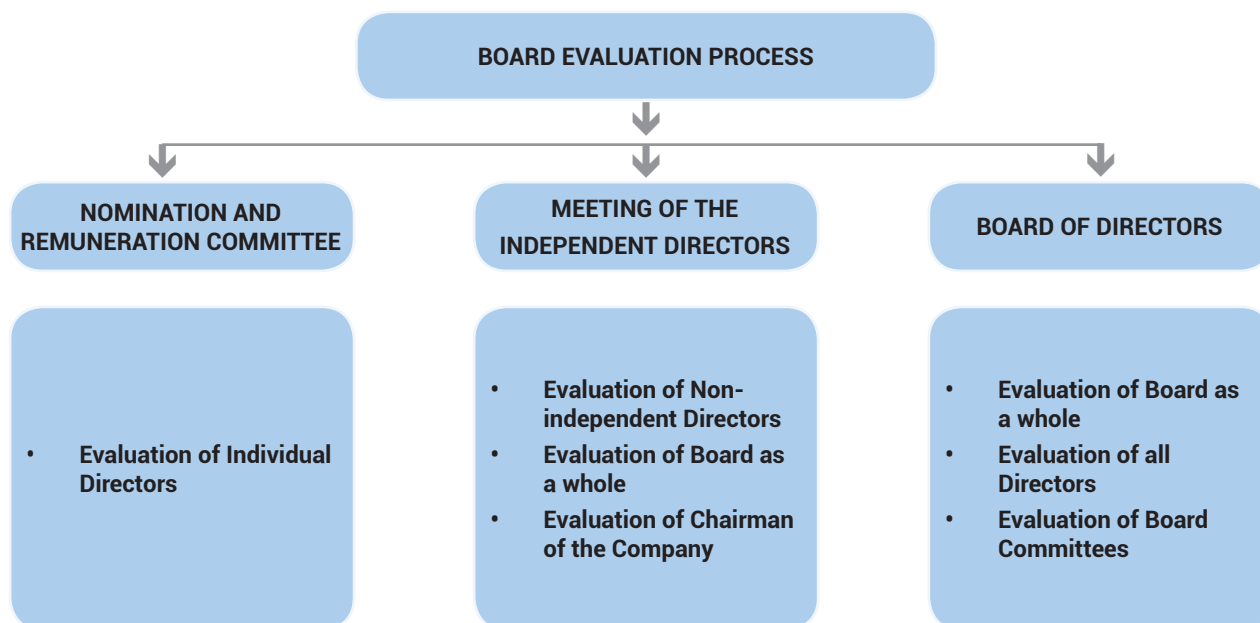 BOARD EVALUATION PROCESS
NOMINATION AND
REMUNERATION COMMITTEE
• Evaluation of Individual
Directors
MEETING OF THE
INDEPENDENT DIRECTORS
• Evaluation of Non-
independent Directors
• Evaluation of Board as
a whole
• Evaluation of Chairman
of the Company
BOARD OF DIRECTORS
• Evaluation of Board as
a whole
• Evaluation of all
Directors
• Evaluation of Board
Committees